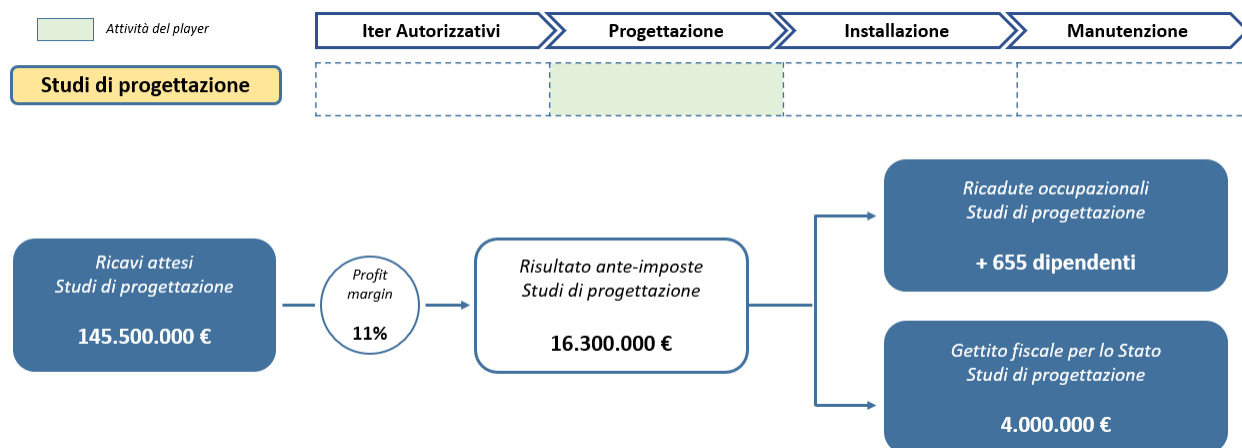 Attività del player
Iter Autorizzativi
Progettazione
Installazione
Manutenzione
Studi di progettazione
Ricavi attesi
Studi di progettazione
145.500.000 €
Profit
margin
11%
Risultato ante-imposte
Studi di progettazione
16.300.000 €
Ricadute occupazionali
Studi di progettazione
+ 655 dipendenti
Gettito fiscale per lo Stato
Studi di progettazione
4.000.000 €